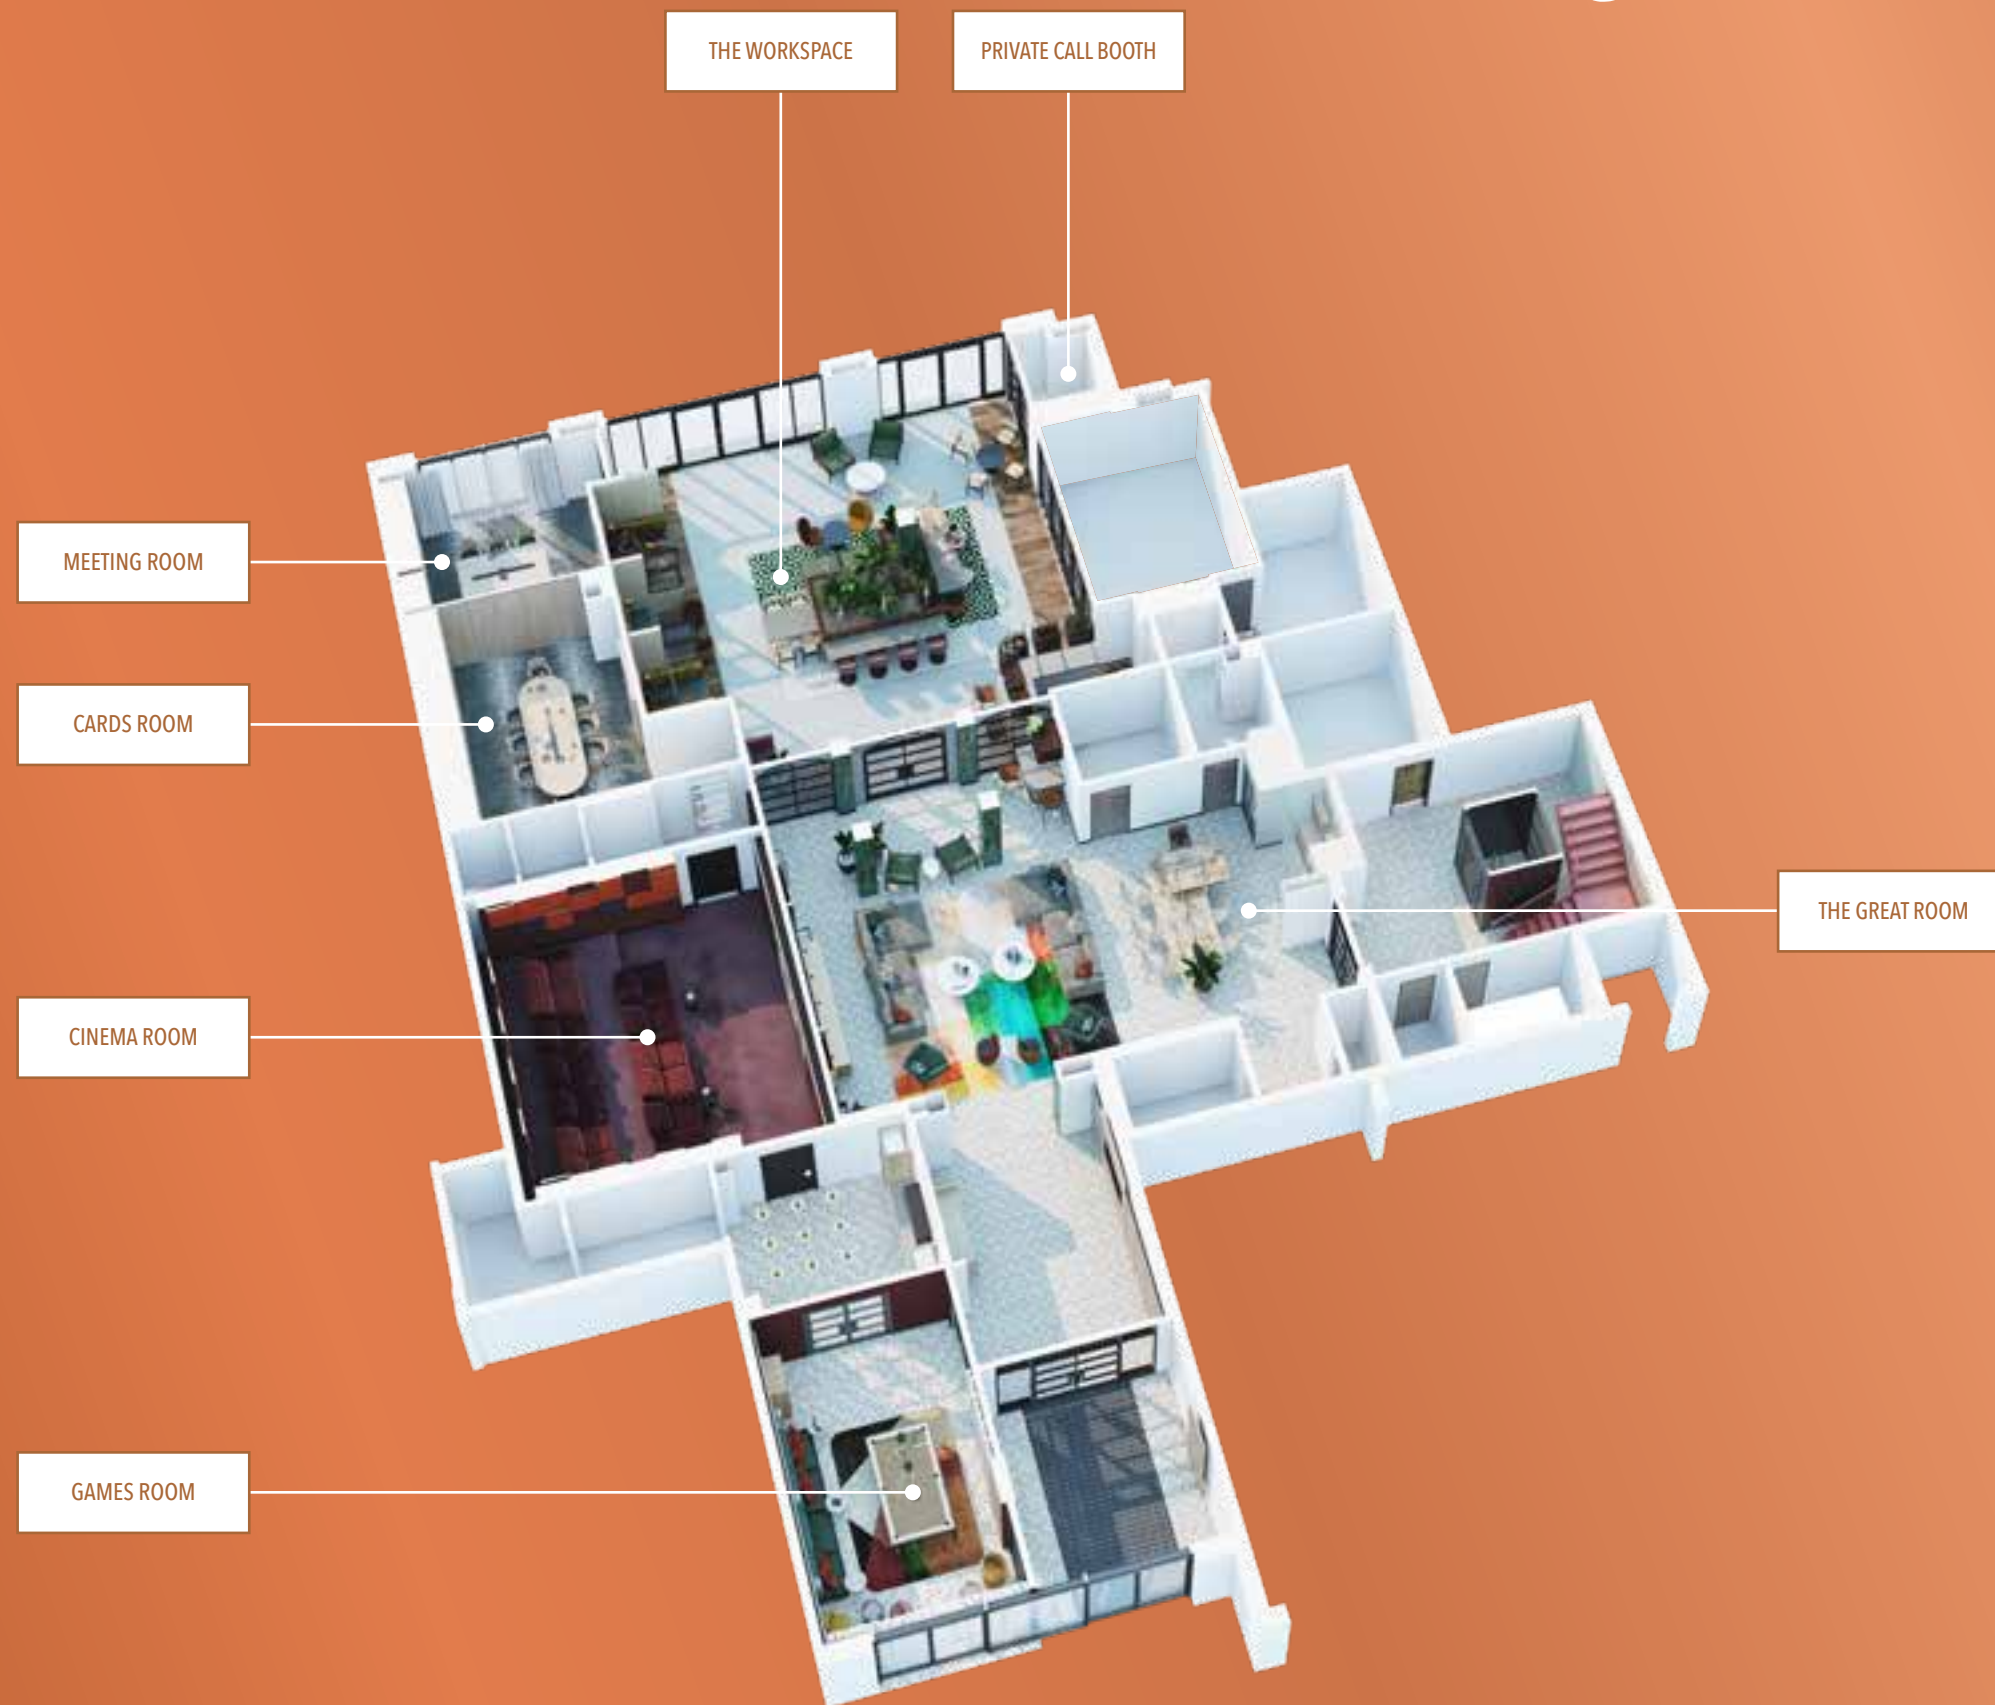 THE WORKSPACE
PRIVATE CALL BOOTH
MEETING ROOM
CARDS ROOM
THE GREAT ROOM
CINEMA ROOM
GAMES ROOM